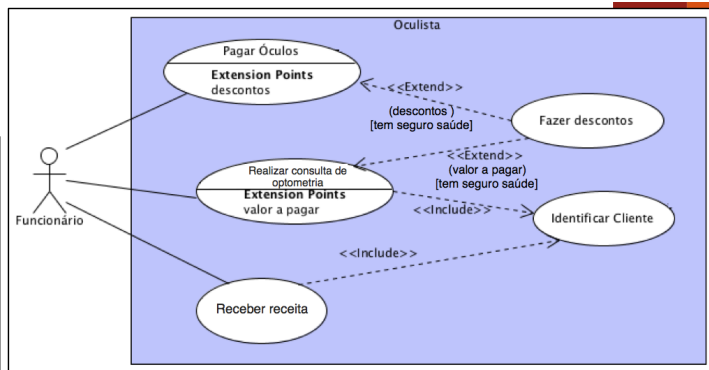 Oculista
Pagar Óculos
Extension Points
descontos
<<Extend>>
(descontos )
[tem seguro saúde]
Fazer descontos
<<Extend>>
(valor a pagar)
[tem seguro saúde]
Realizar consulta de
optometria
Extension Points
valor a pagar
<<Include>>
Identificar Cliente
Funcionário
<<Include>>
Receber receita